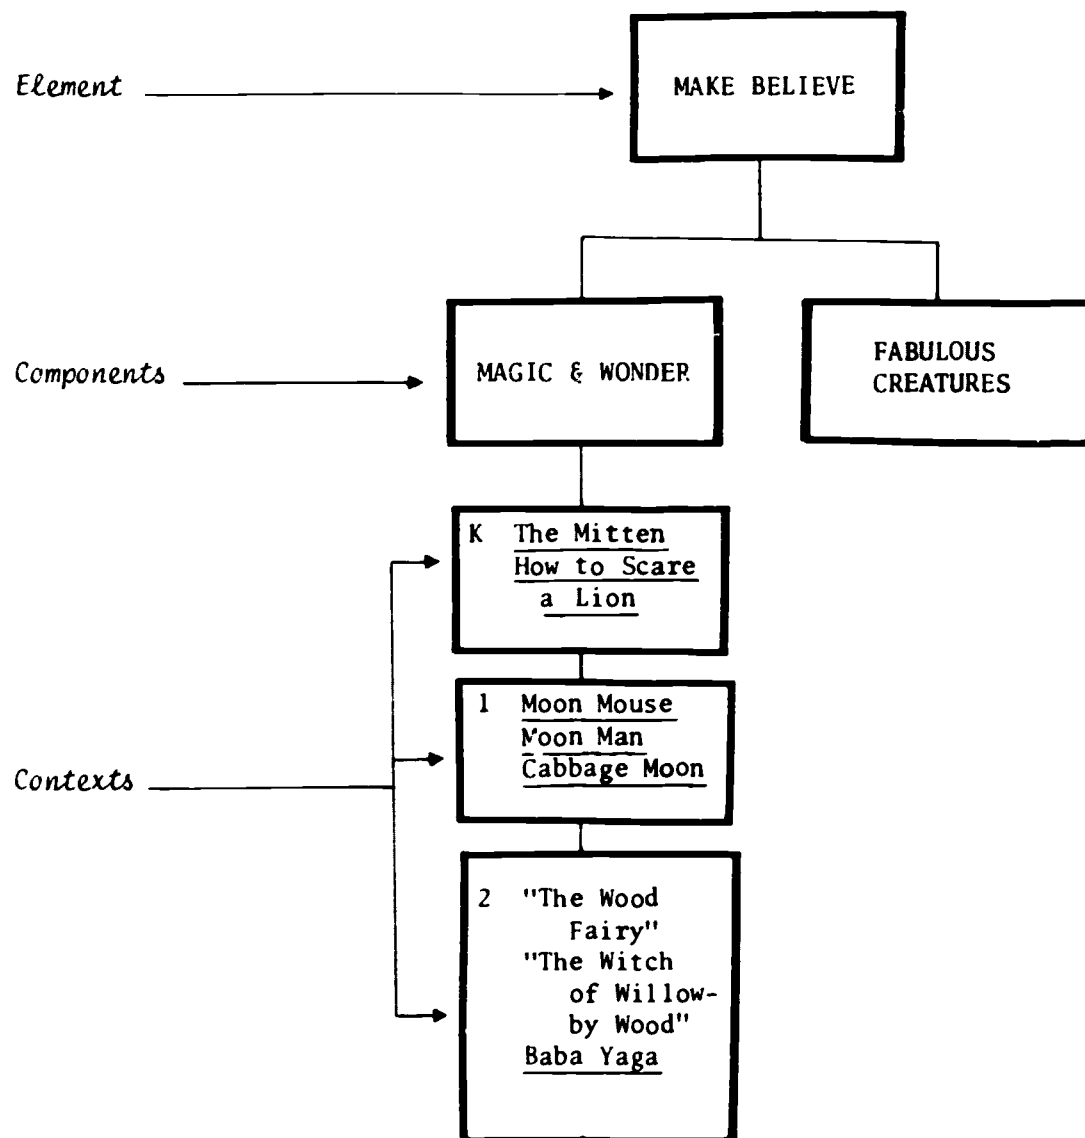 Element
MAKE BELIEVE
Components
MAGIC & WONDER
FABULOUS
CREATURES
K The Mitten
How to Scare
a Lion
1 Moon Mouse
Moon Man
Cabbage Moon
Contexts
2 "The Wood
Fairy"
"The Witch
of Willow-
by Wood"
Baba Yaga